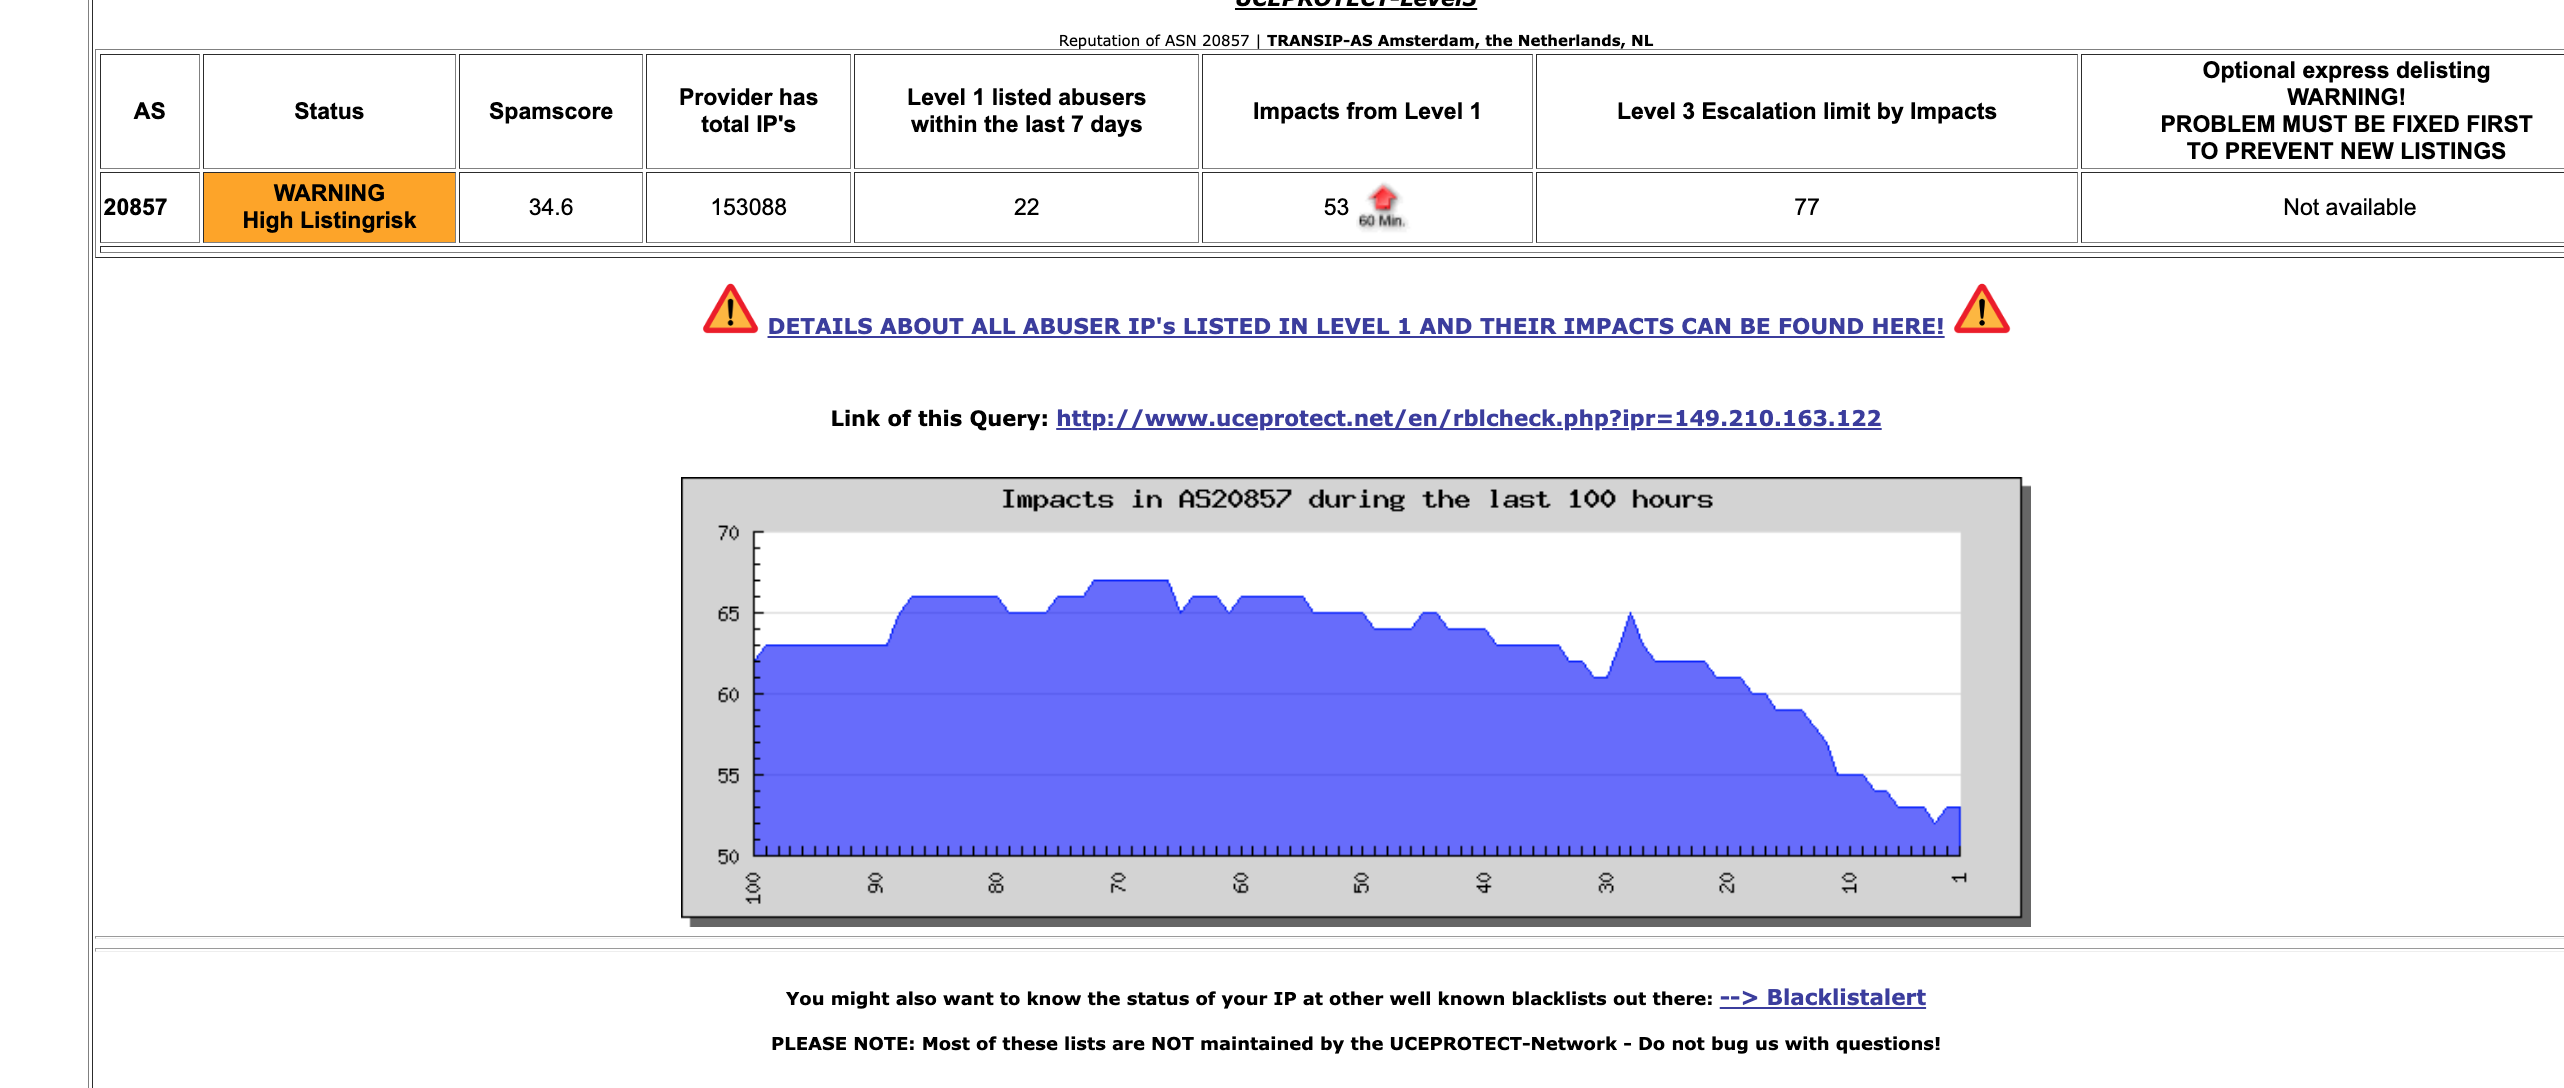 UCEPROTECT-Level3
Reputation of ASN 20857 | TRANSIP-AS Amsterdam, the Netherlands, NL
AS
Status
Spamscore
Provider has
total IP's
Level 1 listed abusers
within the last 7 days
Impacts from Level 1
Level 3 Escalation limit by Impacts
Optional express delisting
WARNING!
PROBLEM MUST BE FIXED FIRST
TO PREVENT NEW LISTINGS
20857
WARNING
High Listingrisk
34.6
153088
22
53
60 Min.
77
Not available
DETAILS ABOUT ALL ABUSER IP's LISTED IN LEVEL 1 AND THEIR IMPACTS CAN BE FOUND HERE!
Link of this Query: http://www.uceprotect.net/en/rblcheck.php?ipr=149.210.163.122
Impacts in AS20857 during the last 100 hours
70
65
60
55
50
100
90
80
70
60
50
40
30
20
10
1
You might also want to know the status of your IP at other well known blacklists out there: --> Blacklistalert
PLEASE NOTE: Most of these lists are NOT maintained by the UCEPROTECT-Network - Do not bug us with questions!